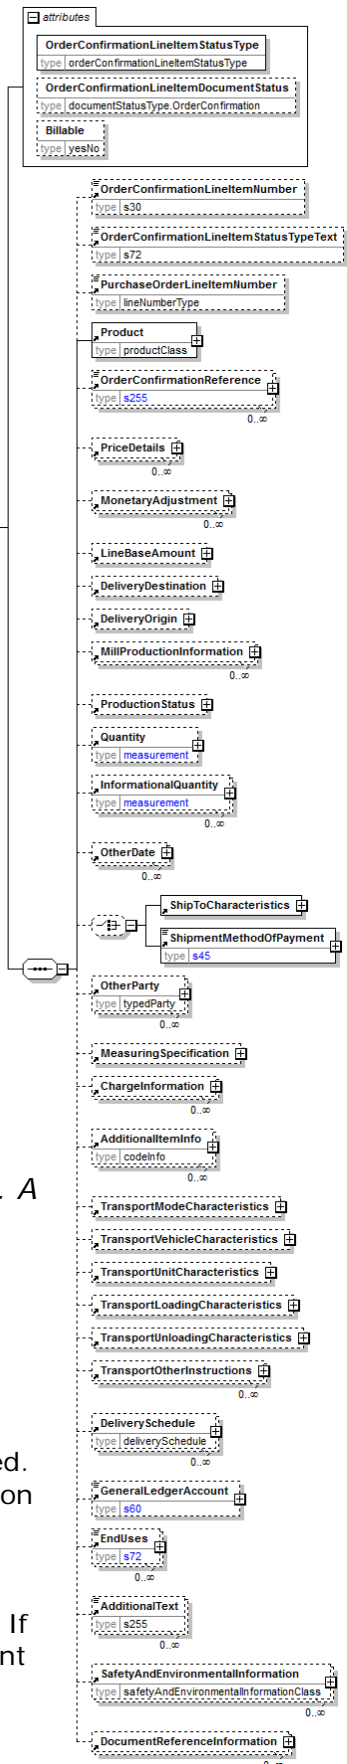 attributes
OrderConfirmationLineItemStatusType
type orderConfirmationLineItemStatusType
OrderConfirmationLineItemDocumentStatus
type documentStatusType.OrderConfirmation
Billable
type yesNo
OrderConfirmationLineItemNumber
type s30
OrderConfirmationLineItemStatusTypeText
type s72
PurchaseOrderLineItemNumber
type lineNumberType
Product
type productClass
OrderConfirmationReference
type s255
0..∞
PriceDetails
0..∞
MonetaryAdjustment
0..∞
LineBaseAmount
DeliveryDestination
DeliveryOrigin
MillProductionInformation
0..∞
ProductionStatus
Quantity
type measurement
InformationalQuantity
type measurement
0..∞
OtherDate
0..∞
ShipToCharacteristics
ShipmentMethodOfPayment
type s45
OtherParty
type typedParty
0..∞
MeasuringSpecification
ChargeInformation
0..∞
AdditionalItemInfo
type codeInfo
0..∞
. A
TransportModeCharacteristics
TransportVehicleCharacteristics
TransportUnitCharacteristics
TransportLoadingCharacteristics
TransportUnloadingCharacteristics
TransportOtherInstructions
0..∞
DeliverySchedule
type deliverySchedule
0..∞
ed.
on
GeneralLedgerAccount
type s60
EndUses
type s72
0..∞
AdditionalText
type s255
0..∞
If
nt
SafetyAndEnvironmentalInformation
type safetyAndEnvironmentalInformationClass
0..∞
DocumentReferenceInformation
0..∞